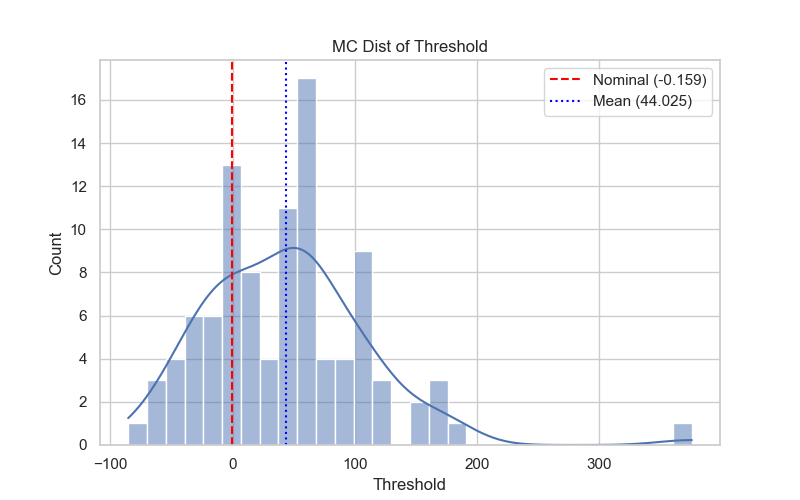 MC Dist of Threshold
Nominal (-0.159)
Mean (44.025)
Count
16
14
12
10
8
6
4
2
0
−100
0
100
200
300
Threshold